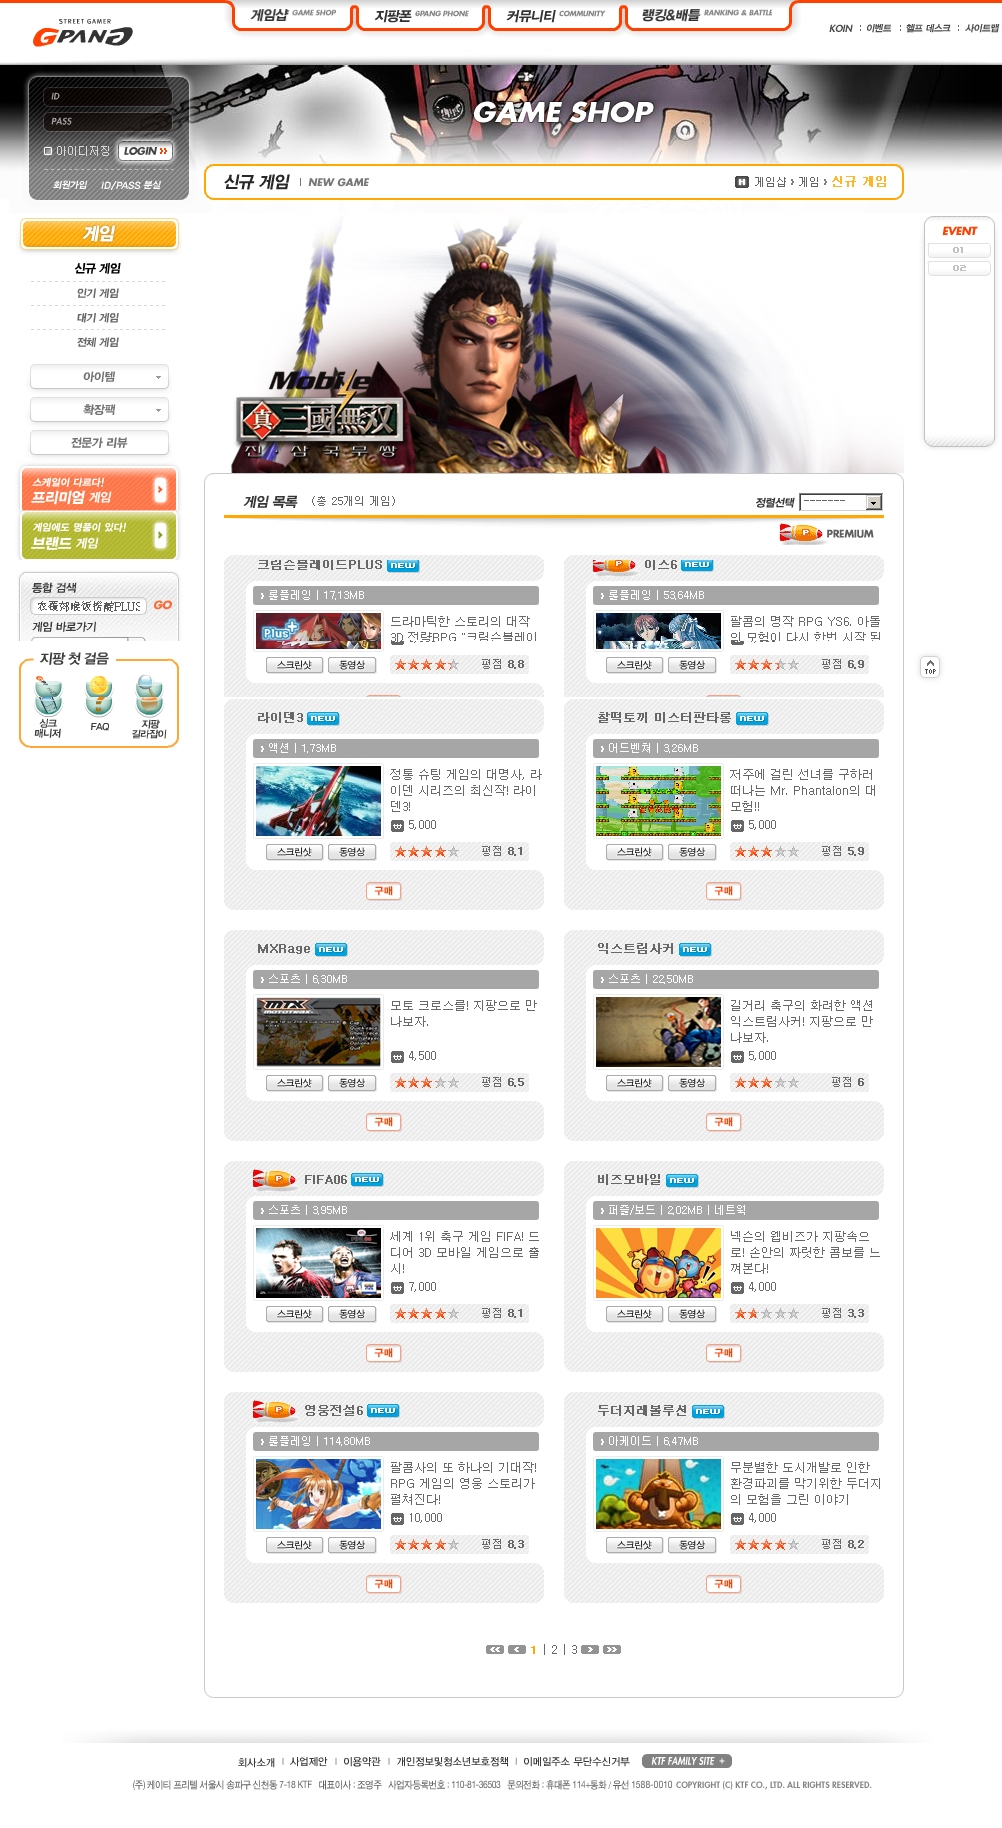 STREET GAMER
GPANG
게임샵 GAME SHOP
지팡폰 GPANG PHONE
커뮤니티 COMMUNITY
랭킹&배틀 RANKING & BATTLE
KOIN : 이벤트 : 헬프 데스크 : 사이트맵
ID
PASS
아이디저장 LOGIN
회원가입 ID/PASS 분실
GAME SHOP
신규 게임 | NEW GAME
H 게임샵 › 게임 › 신규 게임
게임
신규 게임
인기 게임
대기 게임
전체 게임
아이템
확장팩
전문가 리뷰
스케일이 다르다!
프리미엄 게임
게임에도 명품이 있다!
브랜드 게임
통합 검색
GO
게임 바로가기
지팡 첫 걸음
싱크
매니저
FAQ
지팡
길라잡이
EVENT
01
02
TOP
Mobile
真 三國無双
진·삼국무쌍
게임 목록 (총 25개의 게임)
정렬선택 -------
P PREMIUM
크림슨블레이드PLUS NEW
› 롤플레잉 | 17,13MB
Plus+
드라마틱한 스토리의 대작
3D 전략RPG "크림슨블레이
스크린샷 동영상 평점 8,8
P 이스6 NEW
› 롤플레잉 | 53,64MB
팔콤의 명작 RPG YS6, 아돌
의 모험이 다시 한번 시작 된
스크린샷 동영상 평점 6,9
라이덴3 NEW
› 액션 | 1,73MB
정통 슈팅 게임의 대명사, 라
이덴 시리즈의 최신작! 라이
덴3!
5,000
스크린샷 동영상 평점 8,1
구매
찰떡토끼 미스터판타롱 NEW
› 어드벤쳐 | 3,26MB
저주에 걸린 선녀를 구하러
떠나는 Mr. Phantalon의 대
모험!!
5,000
스크린샷 동영상 평점 5,9
구매
MXRage NEW
› 스포츠 | 6,30MB
MTX
MOTOTRAX
모토 크로스를! 지팡으로 만
나보자.
4,500
스크린샷 동영상 평점 6,5
구매
익스트림사커 NEW
› 스포츠 | 22,50MB
길거리 축구의 화려한 액션
익스트림사커! 지팡으로 만
나보자.
5,000
스크린샷 동영상 평점 6
구매
P FIFA06 NEW
› 스포츠 | 3,95MB
세계 1위 축구 게임 FIFA! 드
디어 3D 모바일 게임으로 출
시!
7,000
스크린샷 동영상 평점 8,1
구매
비즈모바일 NEW
› 퍼즐/보드 | 2,02MB | 네트웍
넥슨의 웹비즈가 지팡속으
로! 손안의 짜릿한 콤보를 느
껴본다!
4,000
스크린샷 동영상 평점 3,3
구매
P 영웅전설6 NEW
› 롤플레잉 | 114,80MB
팔콤사의 또 하나의 기대작!
RPG 게임의 영웅 스토리가
펼쳐진다!
10,000
스크린샷 동영상 평점 8,3
구매
두더지레볼루션 NEW
› 아케이드 | 6,47MB
무분별한 도시개발로 인한
환경파괴를 막기위한 두더지
의 모험을 그린 이야기
4,000
스크린샷 동영상 평점 8,2
구매
1 | 2 | 3
회사소개 | 사업제안 | 이용약관 | 개인정보및청소년보호정책 | 이메일주소 무단수신거부 KTF FAMILY SITE +
(주) 케이티 프리텔 서울시 송파구 신천동 7-18 KTF 대표이사 : 조영주 사업자등록번호 : 110-81-36503 문의전화 : 휴대폰 114+통화 / 유선 1588-0010 COPYRIGHT (C) KTF CO., LTD. ALL RIGHTS RESERVED.